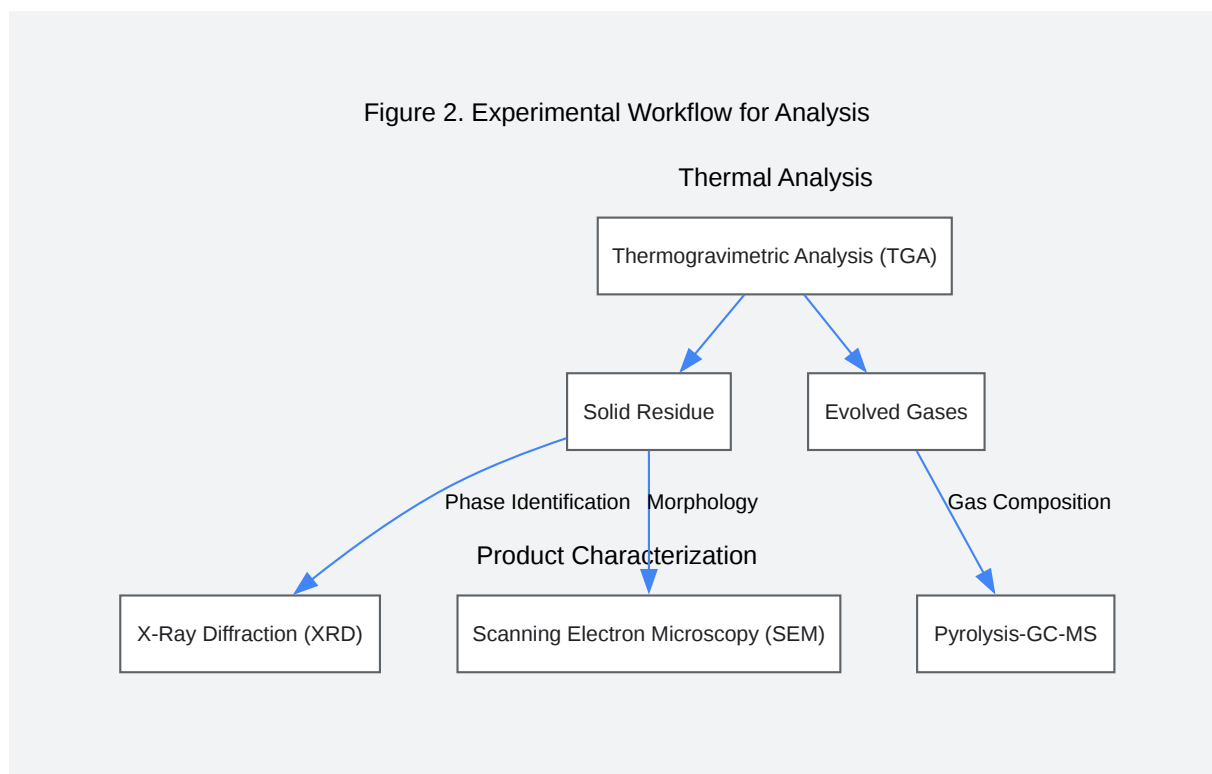 Figure 2. Experimental Workflow for Analysis
Thermal Analysis
Thermogravimetric Analysis (TGA)
Solid Residue
Evolved Gases
Phase Identification
Morphology
Gas Composition
Product Characterization
X-Ray Diffraction (XRD)
Scanning Electron Microscopy (SEM)
Pyrolysis-GC-MS